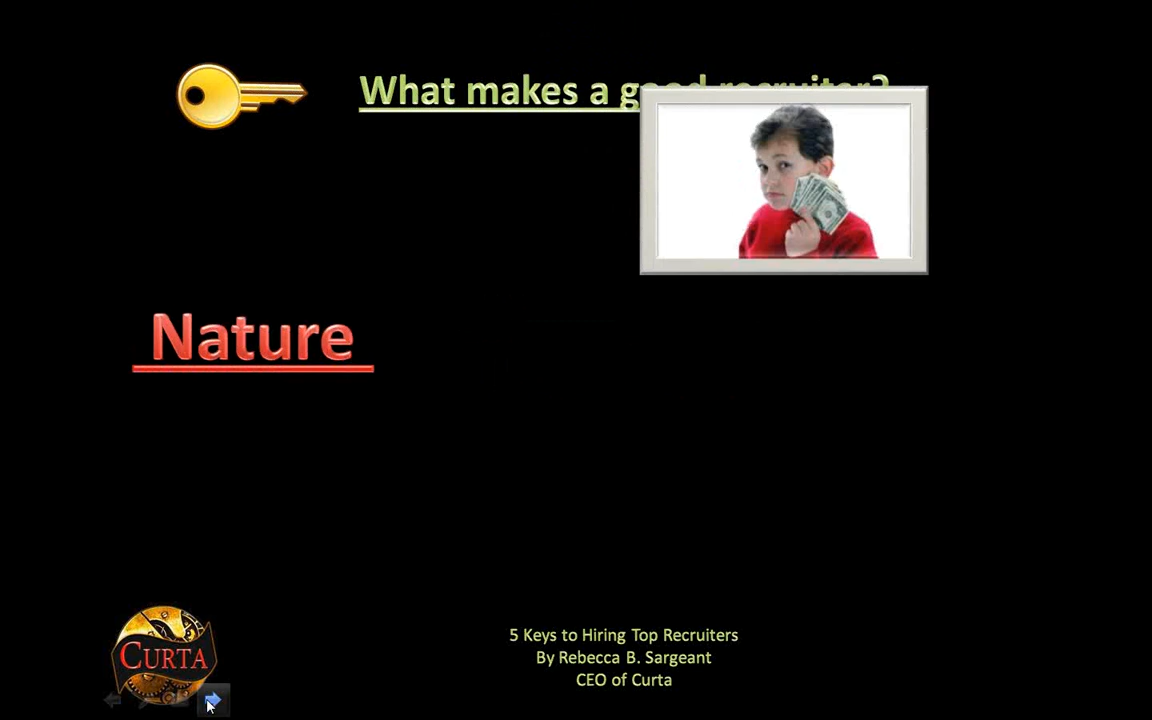 What makes a good recruiter?
Nature
CURTA
5 Keys to Hiring Top Recruiters
By Rebecca B. Sargeant
CEO of Curta